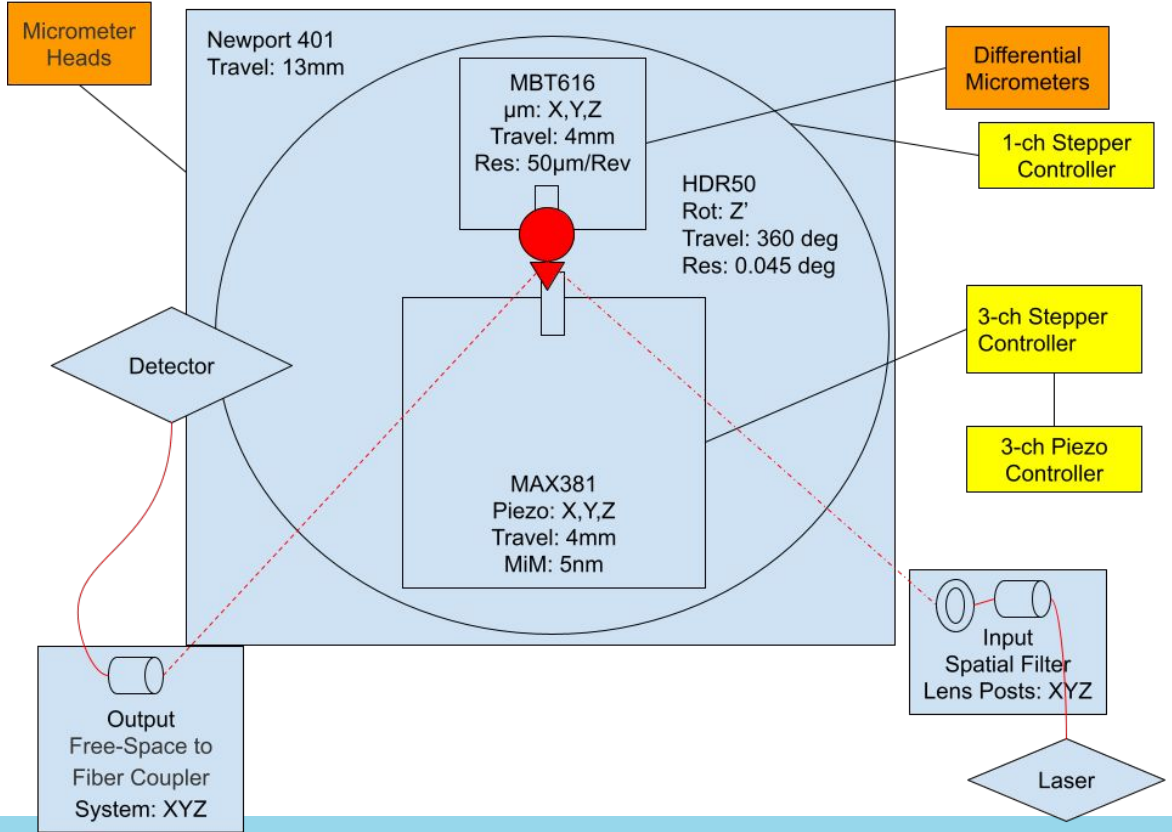 Micrometer
Heads
Newport 401
Travel: 13mm
MBT616
µm: X,Y,Z
Travel: 4mm
Res: 50µm/Rev
Differential
Micrometers
1-ch Stepper
Controller
HDR50
Rot: Z’
Travel: 360 deg
Res: 0.045 deg
3-ch Stepper
Controller
Detector
3-ch Piezo
Controller
MAX381
Piezo: X,Y,Z
Travel: 4mm
MiM: 5nm
Input
Spatial Filter
Lens Posts: XYZ
Output
Free-Space to
Fiber Coupler
System: XYZ
Laser